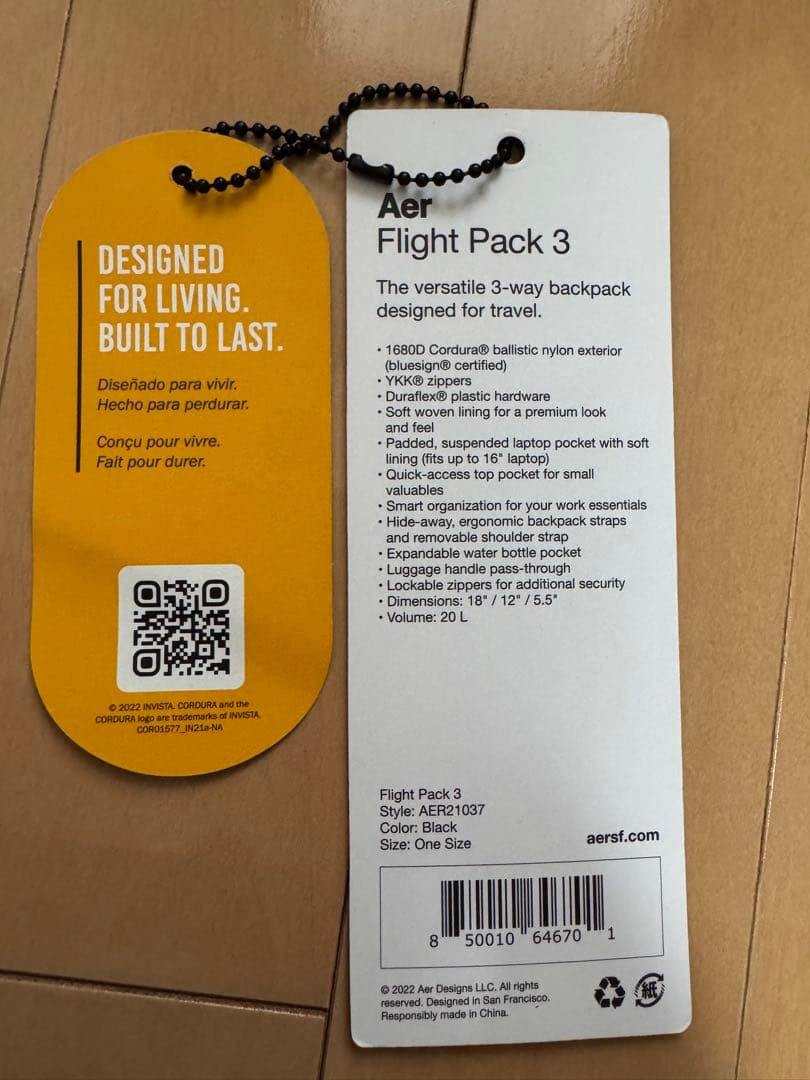 DESIGNED
FOR LIVING.
BUILT TO LAST.
Diseñado para vivir.
Hecho para perdurar.
Conçu pour vivre.
Fait pour durer.
© 2022 INVISTA. CORDURA and the
CORDURA logo are trademarks of INVISTA.
COR01577_IN21a-NA
Aer
Flight Pack 3
The versatile 3-way backpack
designed for travel.
• 1680D Cordura® ballistic nylon exterior
(bluesign® certified)
• YKK® zippers
• Duraflex® plastic hardware
• Soft woven lining for a premium look
and feel
• Padded, suspended laptop pocket with soft
lining (fits up to 16" laptop)
• Quick-access top pocket for small
valuables
• Smart organization for your work essentials
• Hide-away, ergonomic backpack straps
and removable shoulder strap
• Expandable water bottle pocket
• Luggage handle pass-through
• Lockable zippers for additional security
• Dimensions: 18" / 12" / 5.5"
• Volume: 20 L
Flight Pack 3
Style: AER21037
Color: Black
Size: One Size
aersf.com
8 50010 64670 1
© 2022 Aer Designs LLC. All rights
reserved. Designed in San Francisco.
Responsibly made in China.
紙